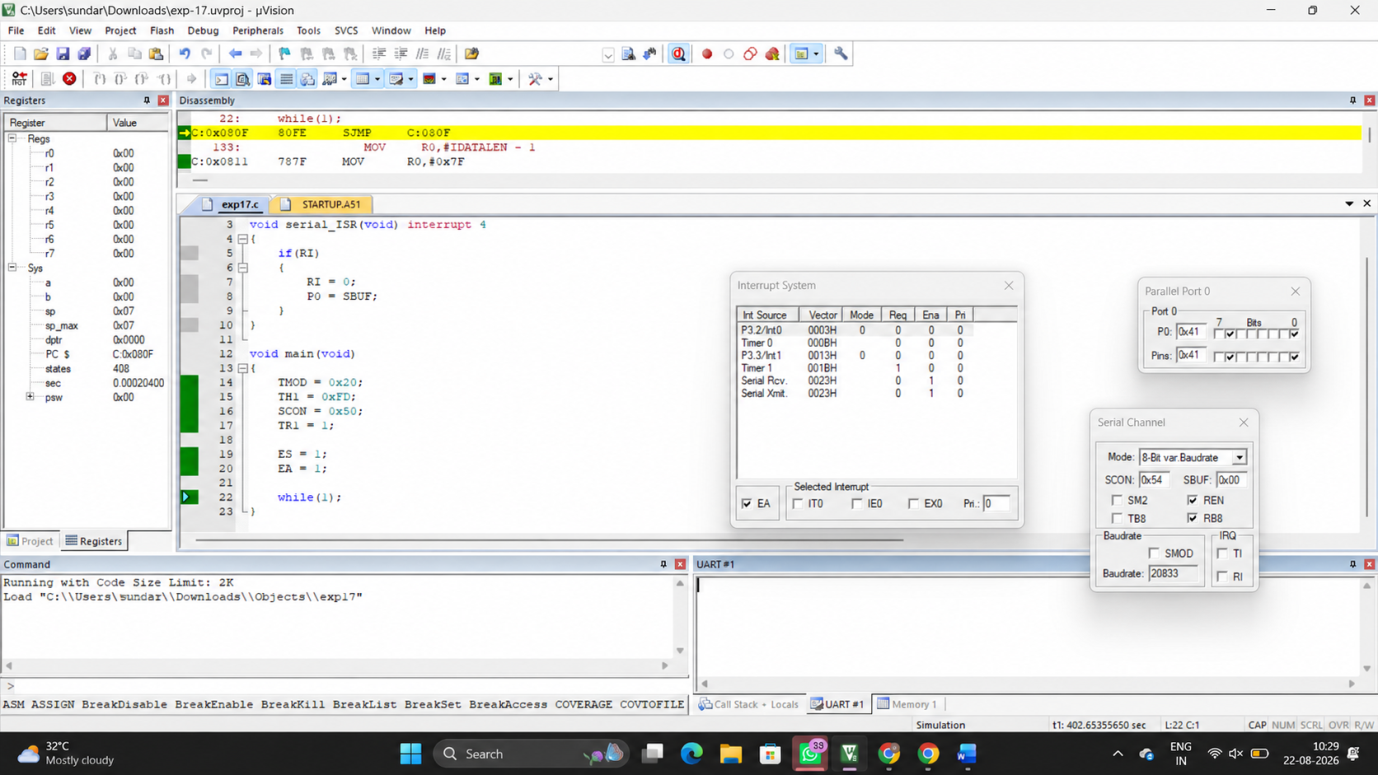 C:\Users\sundar\Downloads\exp-17.uvproj - µVision
File Edit View Project Flash Debug Peripherals Tools SVCS Window Help
Registers
Register Value
Regs
r0 0x00
r1 0x00
r2 0x00
r3 0x00
r4 0x00
r5 0x00
r6 0x00
r7 0x00
Sys
a 0x00
b 0x00
sp 0x07
sp_max 0x07
dptr 0x0000
PC $ C:0x080F
states 408
sec 0.00020400
psw 0x00
Project Registers
Disassembly
22: while(1);
C:0x080F 80FE SJMP C:080F
133: MOV R0,#IDATALEN - 1
C:0x0811 787F MOV R0,#0x7F
exp17.c STARTUP.A51
3 void serial_ISR(void) interrupt 4
4 {
5 if(RI)
6 {
7 RI = 0;
8 P0 = SBUF;
9 }
10 }
11
12 void main(void)
13 {
14 TMOD = 0x20;
15 TH1 = 0xFD;
16 SCON = 0x50;
17 TR1 = 1;
18
19 ES = 1;
20 EA = 1;
21
22 while(1);
23 }
Interrupt System
Int Source Vector Mode Req Ena Pri
P3.2/Int0 0003H 0 0 0 0
Timer 0 000BH 0 0 0
P3.3/Int1 0013H 0 0 0 0
Timer 1 001BH 1 0 0
Serial Rcv. 0023H 0 1 0
Serial Xmit. 0023H 0 1 0
Selected Interrupt
EA IT0 IE0 EX0 Pri.: 0
Parallel Port 0
Port 0
7 Bits 0
P0: 0x41
Pins: 0x41
Serial Channel
Mode: 8-Bit var.Baudrate
SCON: 0x54 SBUF: 0x00
SM2 REN
TB8 RB8
Baudrate IRQ
SMOD TI
Baudrate: 20833 RI
Command
Running with Code Size Limit: 2K
Load "C:\\Users\\sundar\\Downloads\\Objects\\exp17"
>
ASM ASSIGN BreakDisable BreakEnable BreakKill BreakList BreakSet BreakAccess COVERAGE COVTOFILE
UART #1
Call Stack + Locals UART #1 Memory 1
Simulation t1: 402.65355650 sec L:22 C:1 CAP NUM SCRL OVR R/W
32°C
Mostly cloudy
Search
39
ENG
IN
10:29
22-08-2026